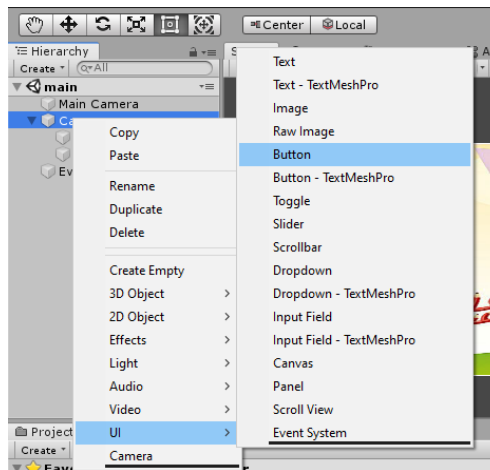 Center Local
Hierarchy
Create All
main
Main Camera
Ca
Ev
Copy
Paste
Rename
Duplicate
Delete
Create Empty
3D Object
2D Object
Effects
Light
Audio
Video
UI
Camera
Text
Text - TextMeshPro
Image
Raw Image
Button
Button - TextMeshPro
Toggle
Slider
Scrollbar
Dropdown
Dropdown - TextMeshPro
Input Field
Input Field - TextMeshPro
Canvas
Panel
Scroll View
Event System
Project
Create